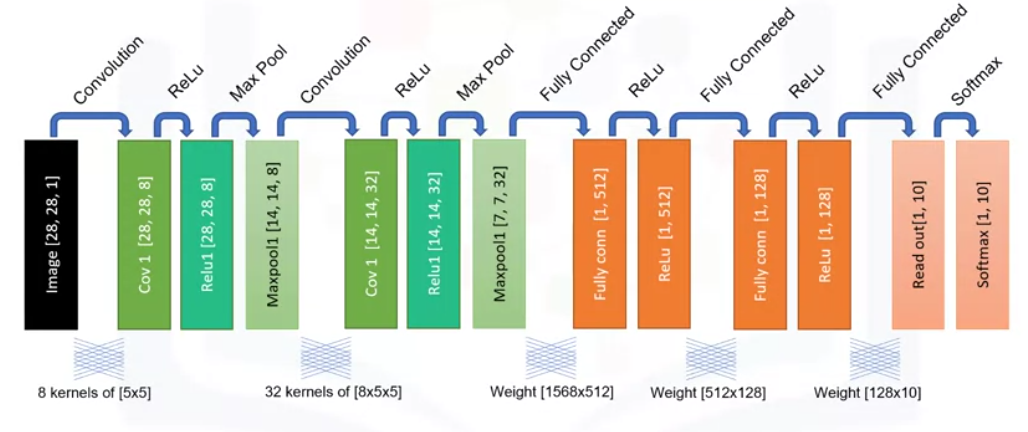 Convolution
ReLu
Max Pool
Convolution
ReLu
Max Pool
Fully Connected
ReLu
Fully Connected
ReLu
Fully Connected
Softmax
Image [28, 28, 1]
Cov 1 [28, 28, 8]
Relu1 [28, 28, 8]
Maxpool1 [14, 14, 8]
Cov 1 [14, 14, 32]
Relu1 [14, 14, 32]
Maxpool1 [7, 7, 32]
Fully conn [1, 512]
ReLu [1, 512]
Fully conn [1, 128]
ReLu [1, 128]
Read out[1, 10]
Softmax [1, 10]
8 kernels of [5x5]
32 kernels of [8x5x5]
Weight [1568x512]
Weight [512x128]
Weight [128x10]